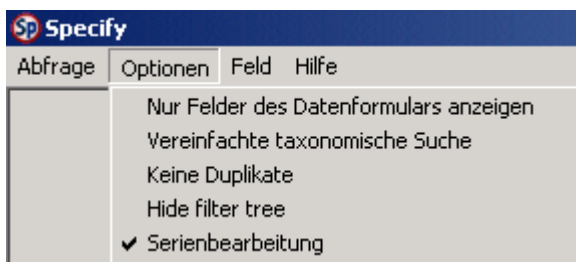 Sp Specify
Abfrage Optionen Feld Hilfe
Nur Felder des Datenformulars anzeigen
Vereinfachte taxonomische Suche
Keine Duplikate
Hide filter tree
Serienbearbeitung